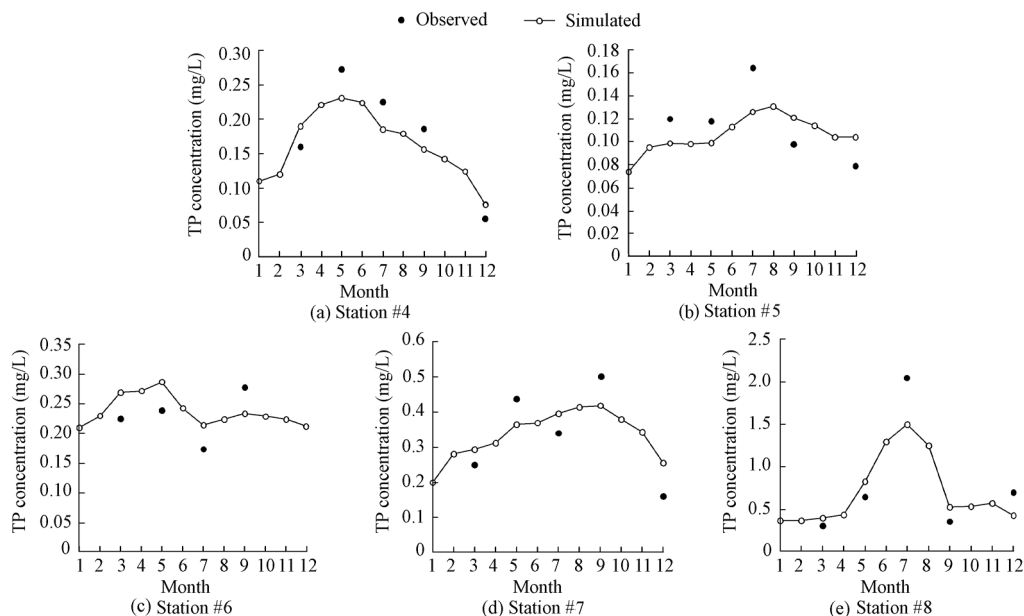 Observed Simulated
TP concentration (mg/L)
0.30
0.25
0.20
0.15
0.10
0.05
0
1 2 3 4 5 6 7 8 9 10 11 12
Month
(a) Station #4
TP concentration (mg/L)
0.18
0.16
0.14
0.12
0.10
0.08
0.06
0.04
0.02
0
1 2 3 4 5 6 7 8 9 10 11 12
Month
(b) Station #5
TP concentration (mg/L)
0.35
0.30
0.25
0.20
0.15
0.10
0.05
0
1 2 3 4 5 6 7 8 9 10 11 12
Month
(c) Station #6
TP concentration (mg/L)
0.6
0.5
0.4
0.3
0.2
0.1
0
1 2 3 4 5 6 7 8 9 10 11 12
Month
(d) Station #7
TP concentration (mg/L)
2.5
2.0
1.5
1.0
0.5
0
1 2 3 4 5 6 7 8 9 10 11 12
Month
(e) Station #8